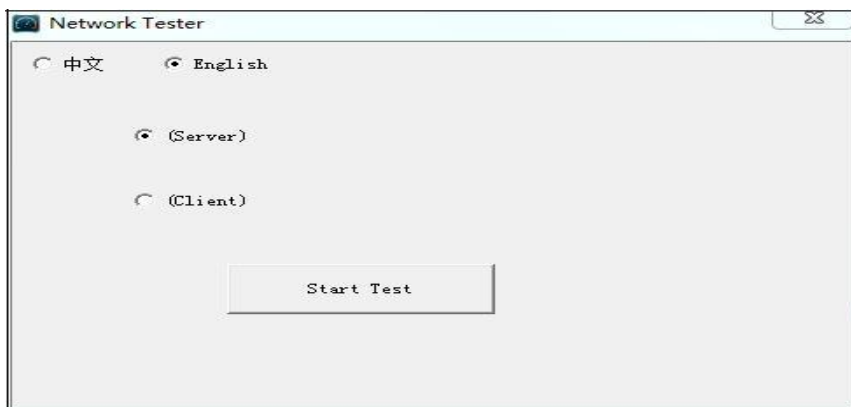 Network Tester
中文 English
(Server)
(Client)
Start Test